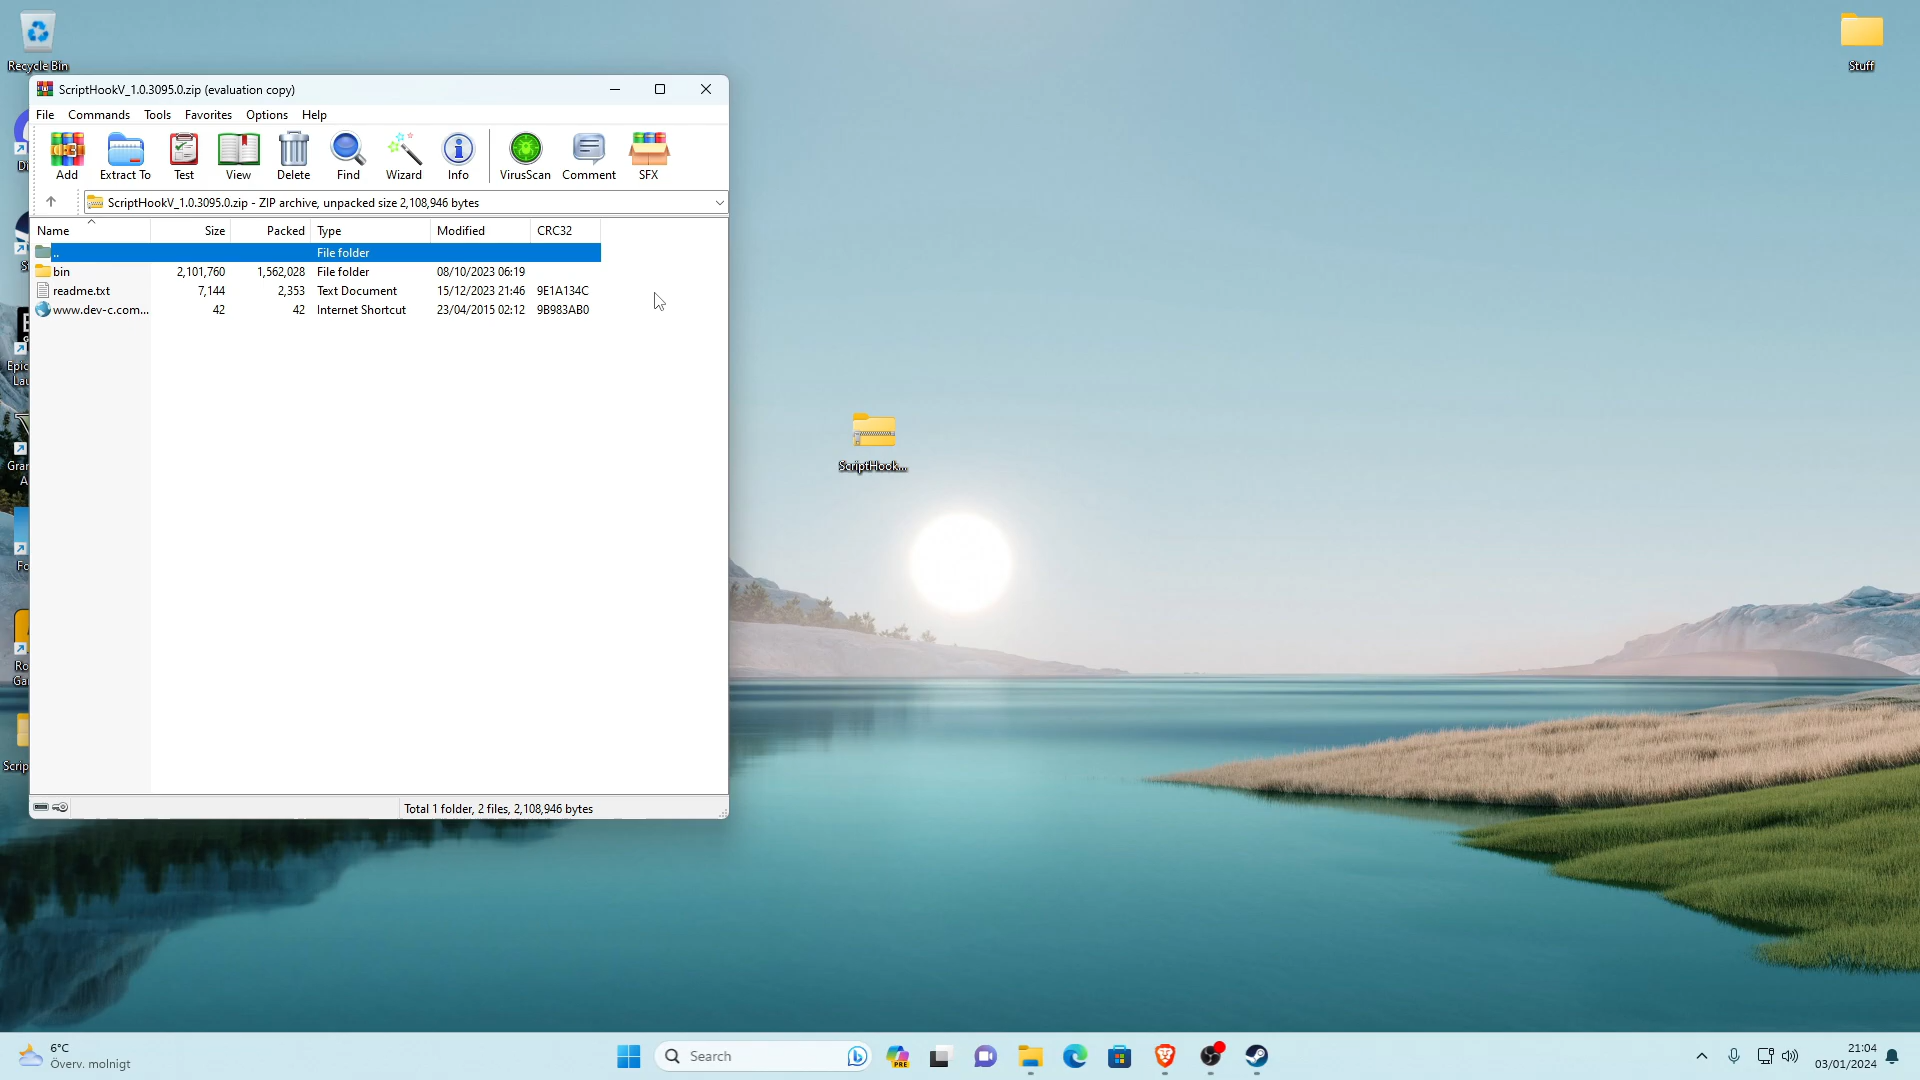 Recycle Bin
Stuff
ScriptHookV_1.0.3095.0.zip (evaluation copy)
File Commands Tools Favorites Options Help
Add Extract To Test View Delete Find Wizard Info VirusScan Comment SFX
ScriptHookV_1.0.3095.0.zip - ZIP archive, unpacked size 2,108,946 bytes
Name Size Packed Type Modified CRC32
.. File folder
bin 2,101,760 1,562,028 File folder 08/10/2023 06:19
readme.txt 7,144 2,353 Text Document 15/12/2023 21:46 9E1A134C
www.dev-c.com... 42 42 Internet Shortcut 23/04/2015 02:12 9B983AB0
Di
S
Epic
Lau
Gran
A
Fo
Ro
Ga
Scrip
ScriptHook...
Total 1 folder, 2 files, 2,108,946 bytes
6°C
Överv. molnigt
Search
PRE
21:04
03/01/2024